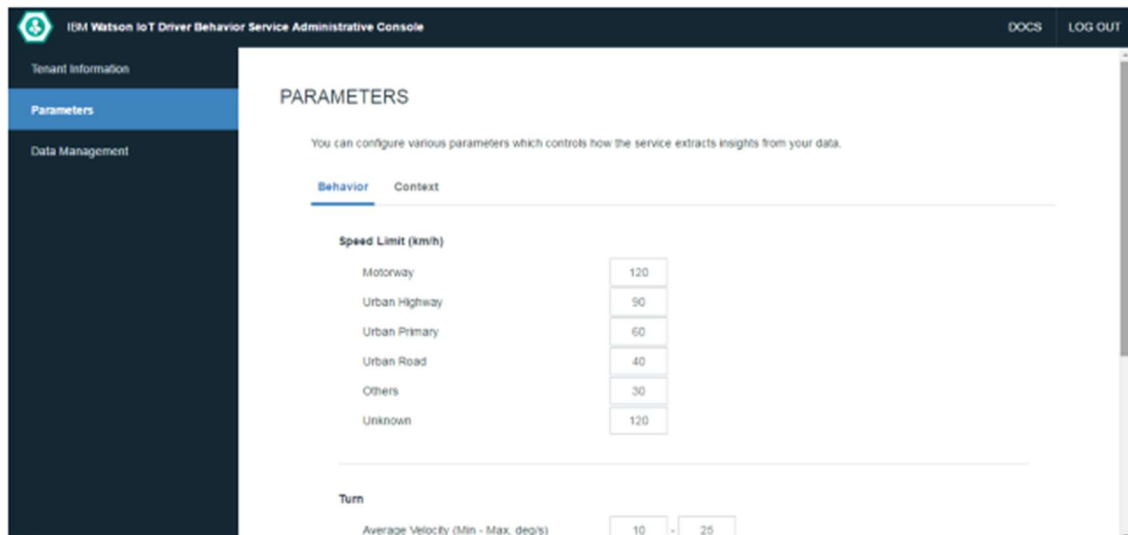 IBM Watson IoT Driver Behavior Service Administrative Console DOCS LOG OUT
Tenant Information
Parameters
Data Management
PARAMETERS
You can configure various parameters which controls how the service extracts insights from your data.
Behavior Context
Speed Limit (km/h)
Motorway 120
Urban Highway 90
Urban Primary 60
Urban Road 40
Others 30
Unknown 120
Turn
Average Velocity (Min - Max, deg/s) 10 - 25